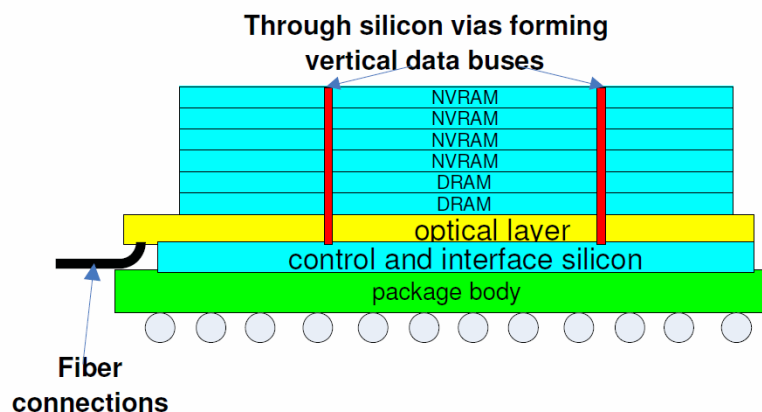 Through silicon vias forming
vertical data buses
NVRAM
NVRAM
NVRAM
NVRAM
DRAM
DRAM
optical layer
control and interface silicon
package body
Fiber
connections